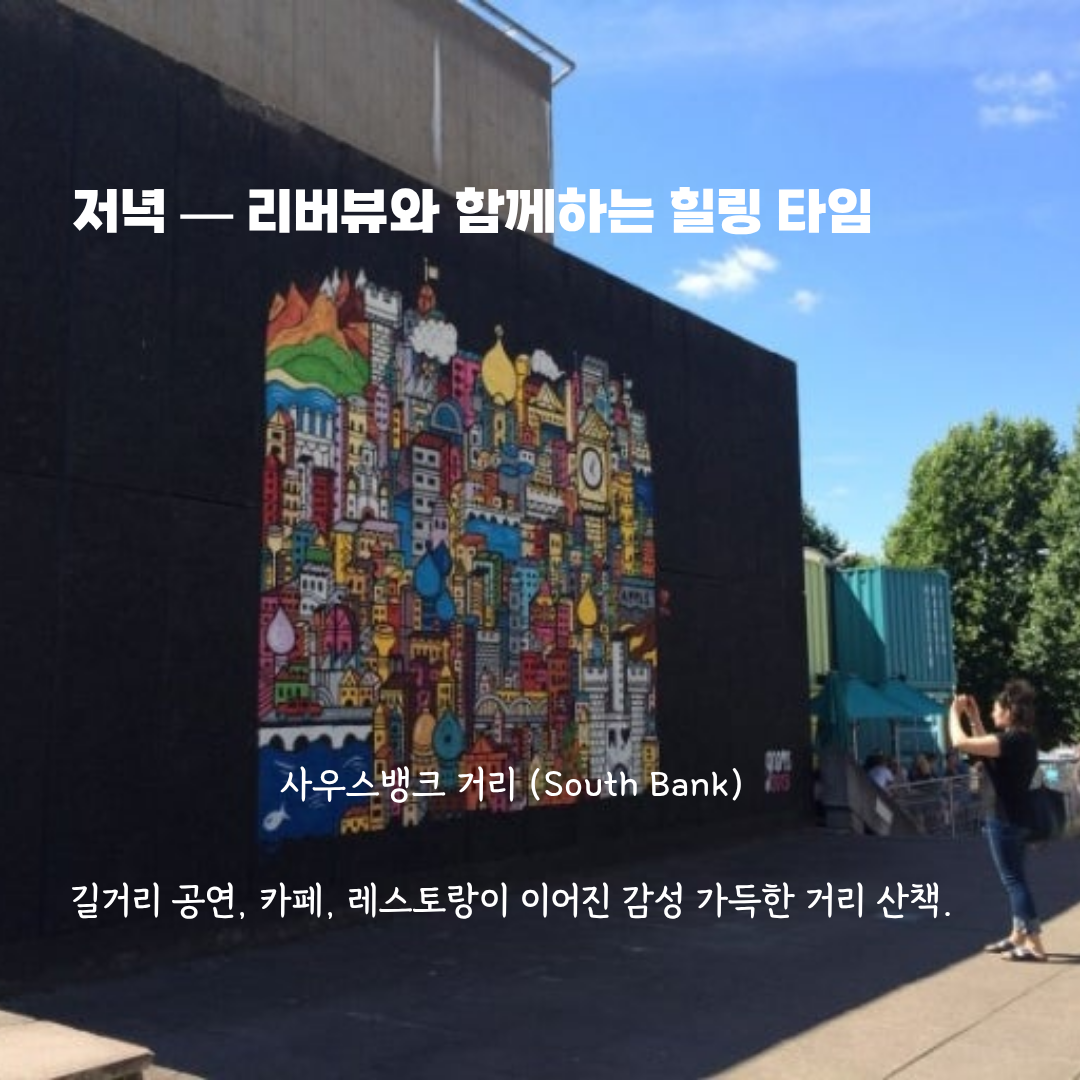 저녁 — 리버뷰와 함께하는 힐링 타임
사우스뱅크 거리 (South Bank)
길거리 공연, 카페, 레스토랑이 이어진 감성 가득한 거리 산책.